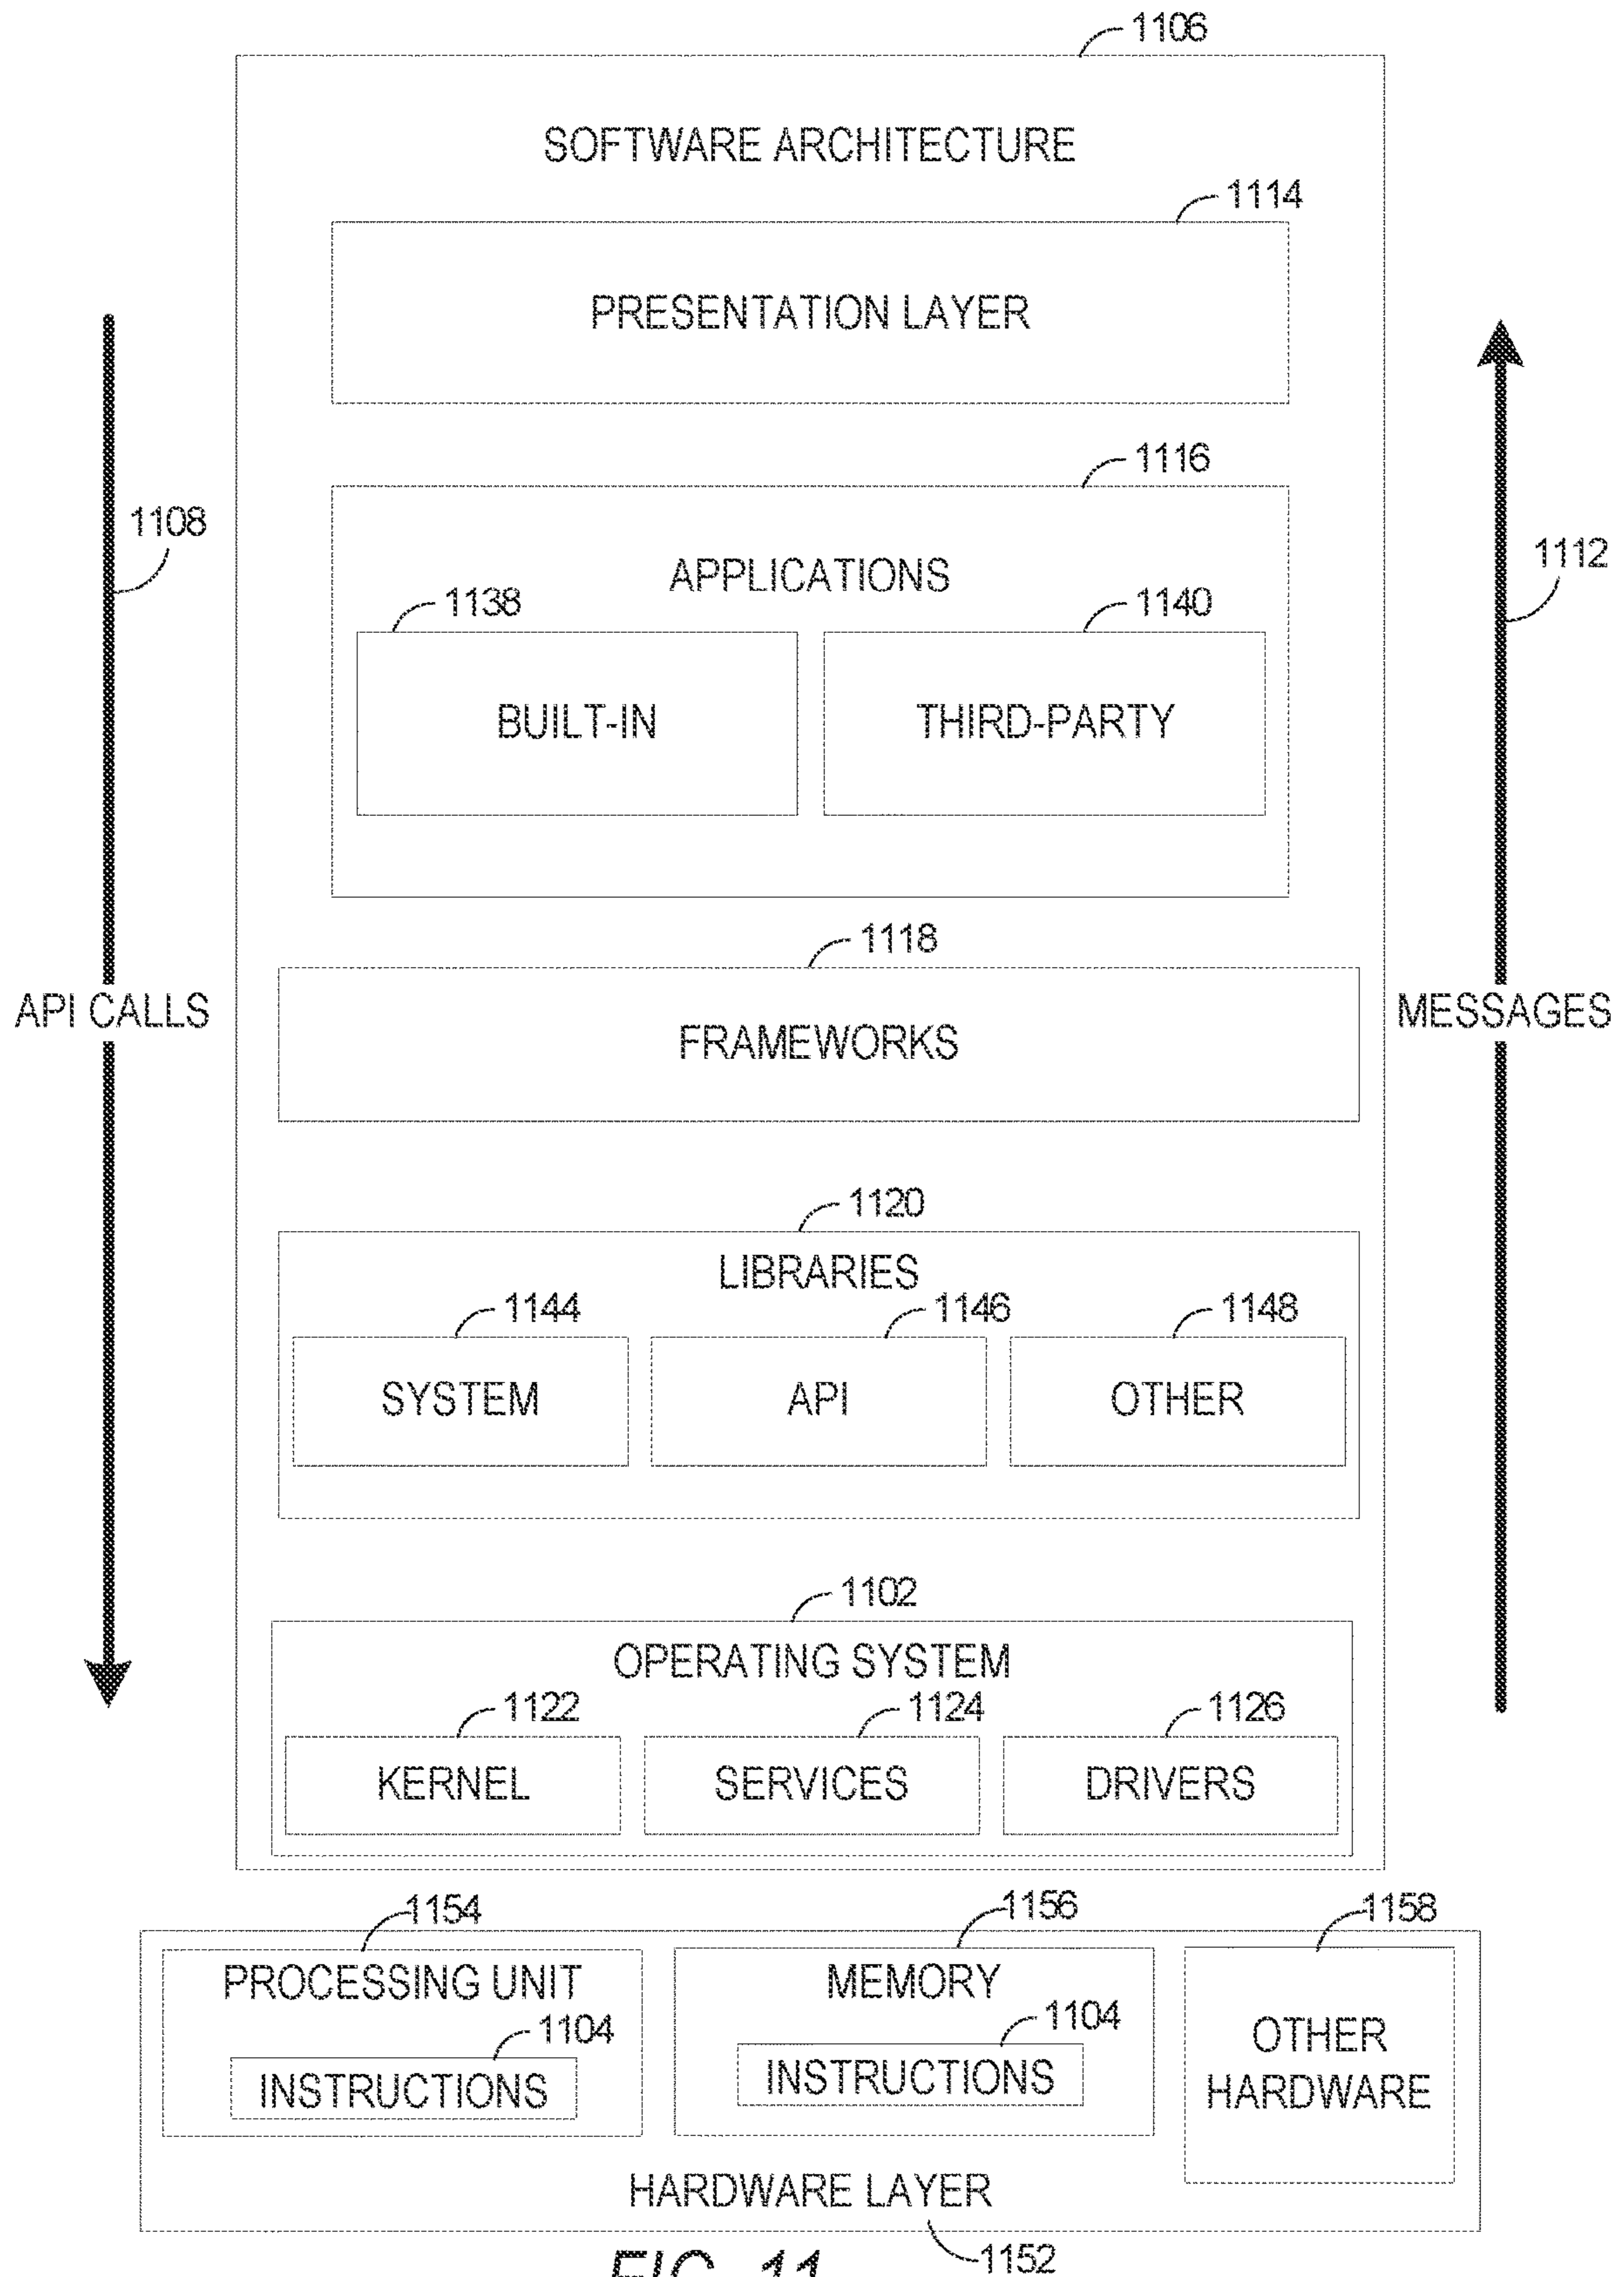 1106
SOFTWARE ARCHITECTURE
1114
PRESENTATION LAYER
1116
1108
1112
APPLICATIONS
1138
1140
BUILT-IN
THIRD-PARTY
1118
API CALLS
MESSAGES
FRAMEWORKS
1120
LIBRARIES
1144
1146
1148
SYSTEM
API
OTHER
1102
OPERATING SYSTEM
1122
1124
1126
KERNEL
SERVICES
DRIVERS
1154
1156
1158
PROCESSING UNIT
MEMORY
1104
1104
OTHER
HARDWARE
INSTRUCTIONS
INSTRUCTIONS
HARDWARE LAYER
1152
FIG. 11